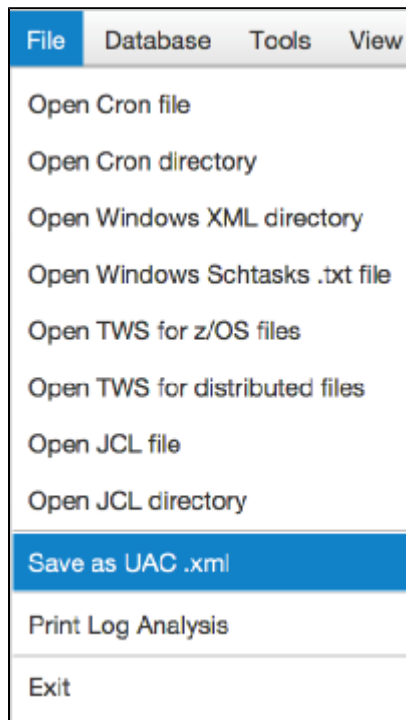 File Database Tools View
Open Cron file
Open Cron directory
Open Windows XML directory
Open Windows Schtasks .txt file
Open TWS for z/OS files
Open TWS for distributed files
Open JCL file
Open JCL directory
Save as UAC .xml
Print Log Analysis
Exit